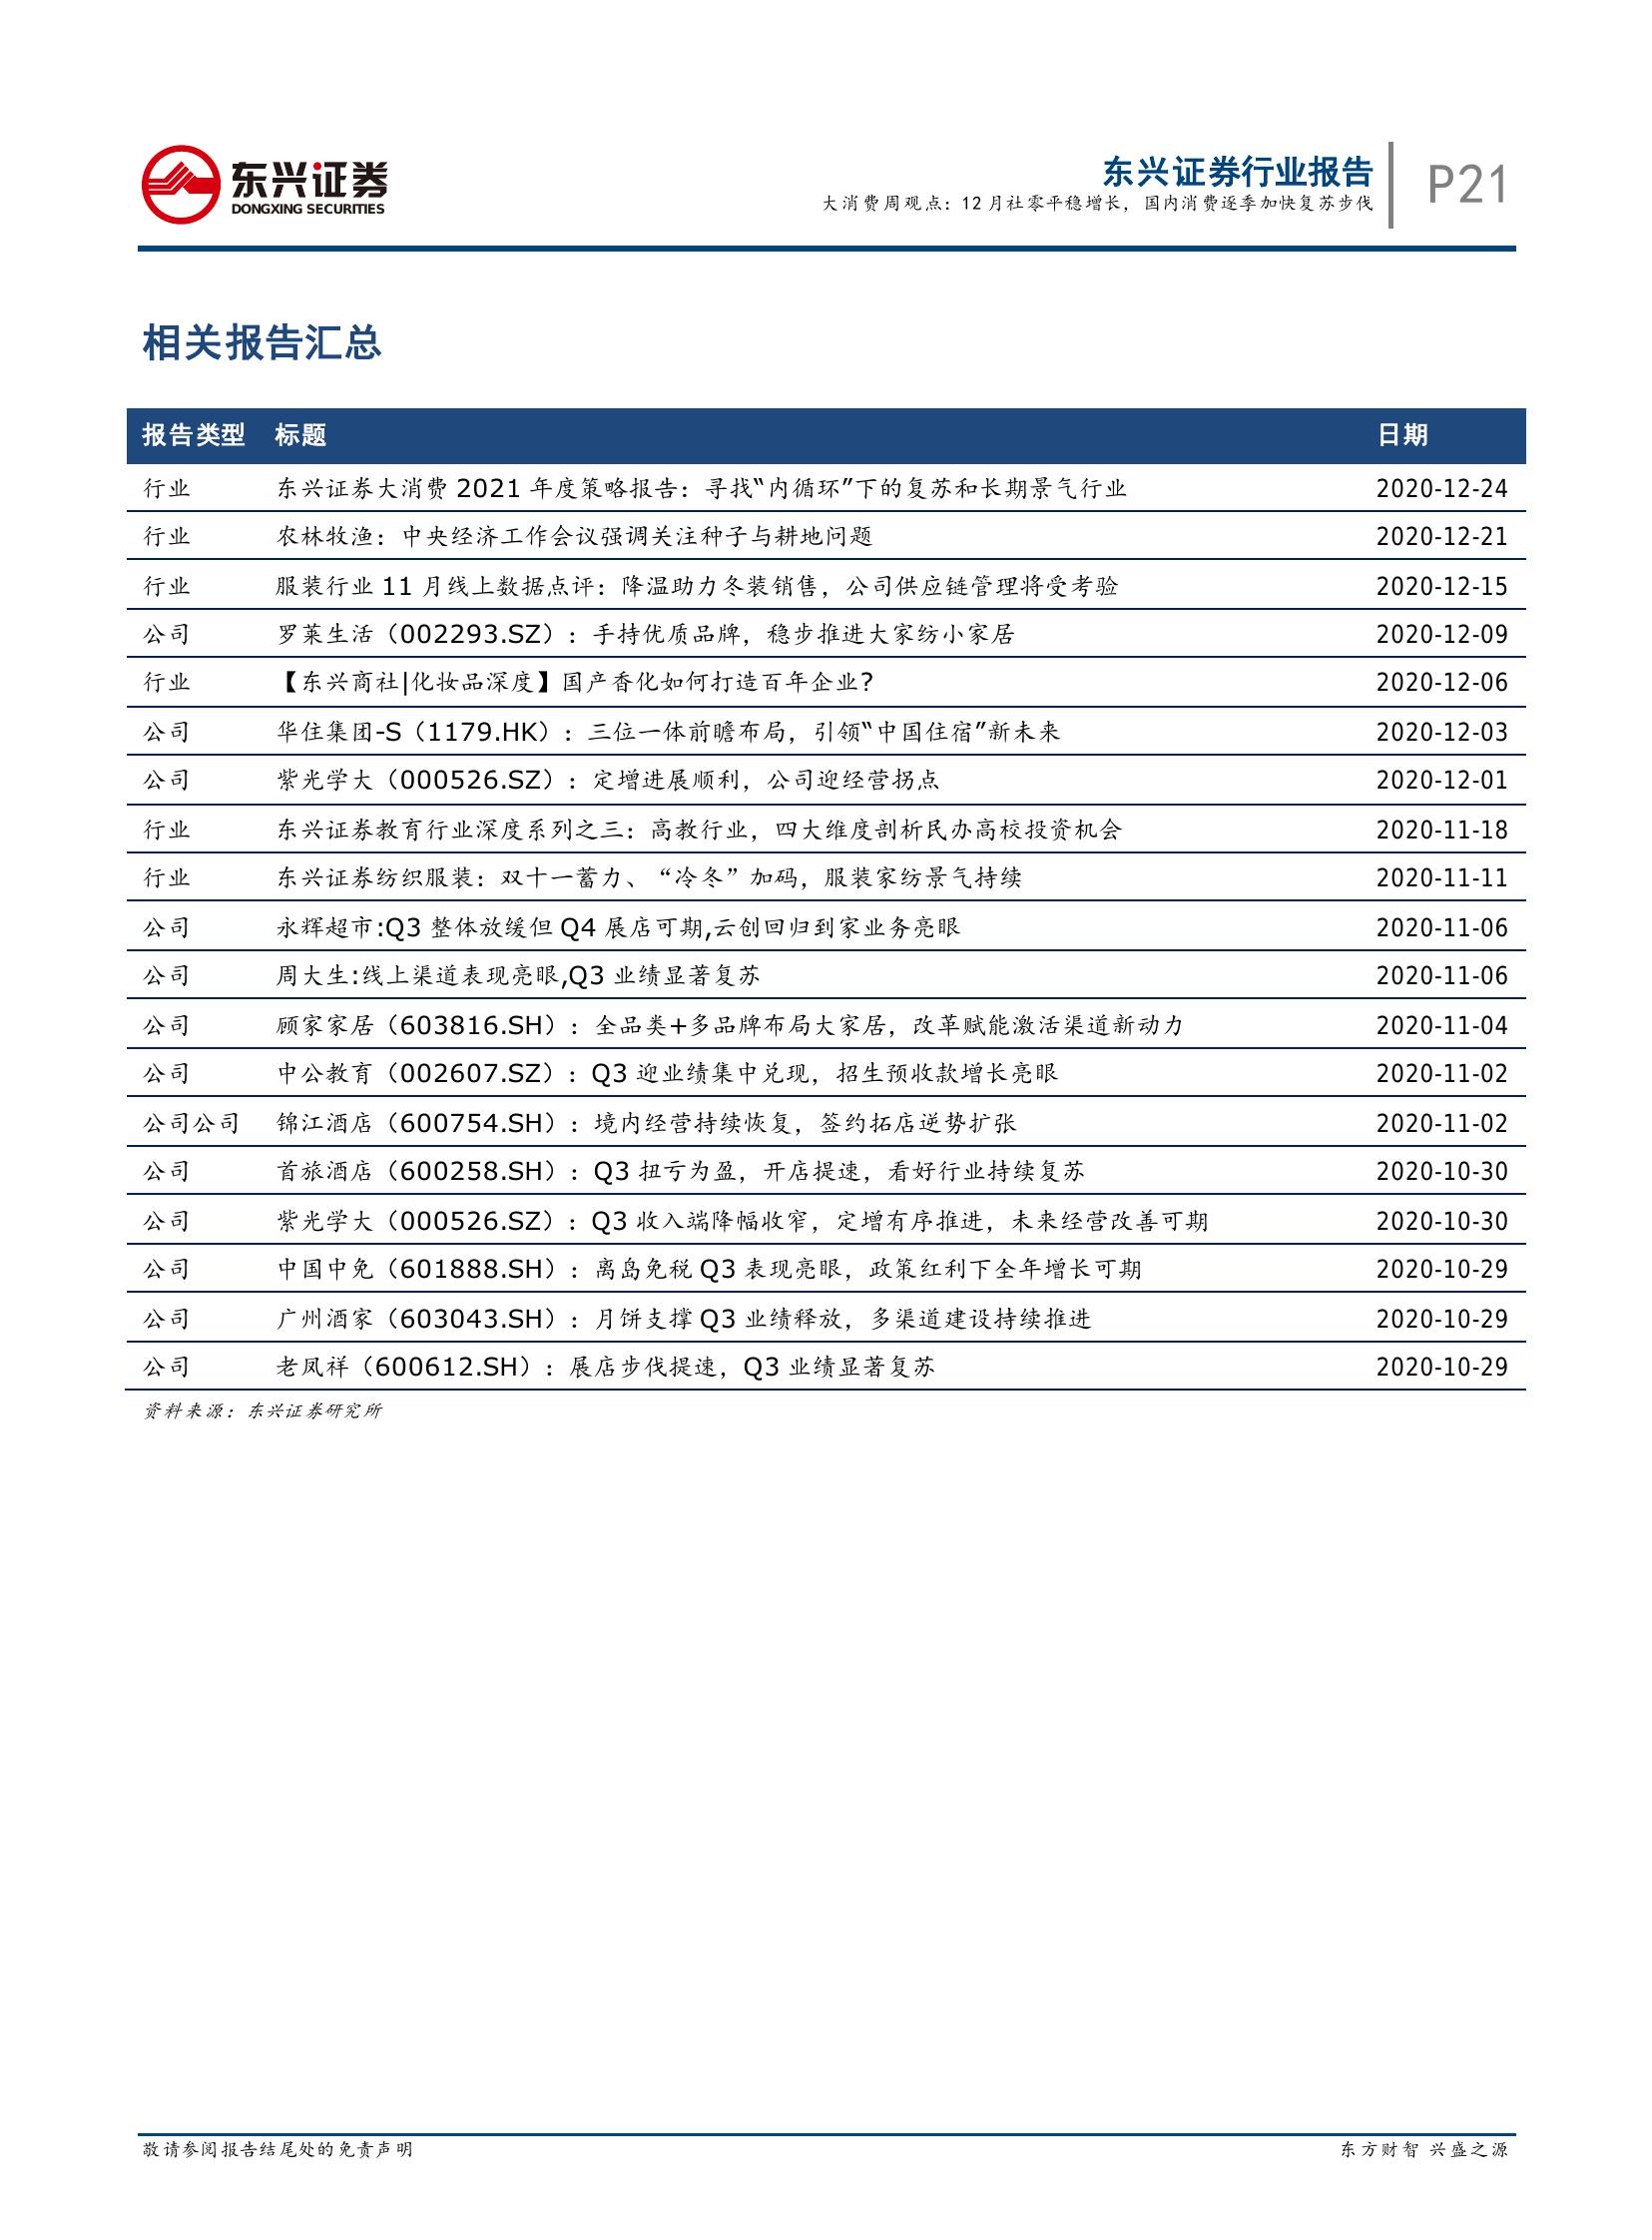 东兴证券
DONGXING SECURITIES
东兴证券行业报告
大消费周观点：12月社零平稳增长，国内消费逐季加快复苏步伐
P21
相关报告汇总
报告类型 标题 日期
行业 东兴证券大消费 2021 年度策略报告：寻找“内循环”下的复苏和长期景气行业 2020-12-24
行业 农林牧渔：中央经济工作会议强调关注种子与耕地问题 2020-12-21
行业 服装行业 11 月线上数据点评：降温助力冬装销售，公司供应链管理将受考验 2020-12-15
公司 罗莱生活（002293.SZ）：手持优质品牌，稳步推进大家纺小家居 2020-12-09
行业 【东兴商社|化妆品深度】国产香化如何打造百年企业? 2020-12-06
公司 华住集团-S（1179.HK）：三位一体前瞻布局，引领“中国住宿”新未来 2020-12-03
公司 紫光学大（000526.SZ）：定增进展顺利，公司迎经营拐点 2020-12-01
行业 东兴证券教育行业深度系列之三：高教行业，四大维度剖析民办高校投资机会 2020-11-18
行业 东兴证券纺织服装：双十一蓄力、“冷冬”加码，服装家纺景气持续 2020-11-11
公司 永辉超市:Q3 整体放缓但 Q4 展店可期,云创回归到家业务亮眼 2020-11-06
公司 周大生:线上渠道表现亮眼,Q3 业绩显著复苏 2020-11-06
公司 顾家家居（603816.SH）：全品类+多品牌布局大家居，改革赋能激活渠道新动力 2020-11-04
公司 中公教育（002607.SZ）：Q3 迎业绩集中兑现，招生预收款增长亮眼 2020-11-02
公司公司 锦江酒店（600754.SH）：境内经营持续恢复，签约拓店逆势扩张 2020-11-02
公司 首旅酒店（600258.SH）：Q3 扭亏为盈，开店提速，看好行业持续复苏 2020-10-30
公司 紫光学大（000526.SZ）：Q3 收入端降幅收窄，定增有序推进，未来经营改善可期 2020-10-30
公司 中国中免（601888.SH）：离岛免税 Q3 表现亮眼，政策红利下全年增长可期 2020-10-29
公司 广州酒家（603043.SH）：月饼支撑 Q3 业绩释放，多渠道建设持续推进 2020-10-29
公司 老凤祥（600612.SH）：展店步伐提速，Q3 业绩显著复苏 2020-10-29
资料来源：东兴证券研究所
敬请参阅报告结尾处的免责声明
东方财智 兴盛之源